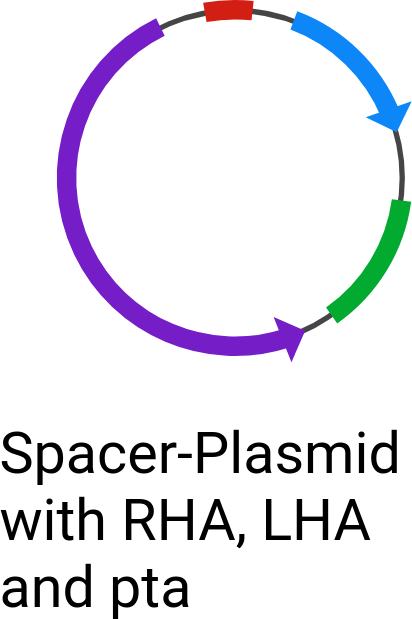 Spacer-Plasmid
with RHA, LHA
and pta